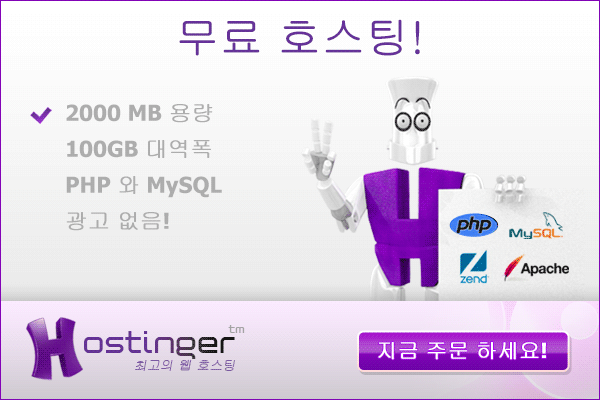 무료 호스팅!
2000 MB 용량
100GB 대역폭
PHP 와 MySQL
광고 없음!
php
MySQL
zend
Apache
Hostinger™
최고의 웹 호스팅
지금 주문 하세요!